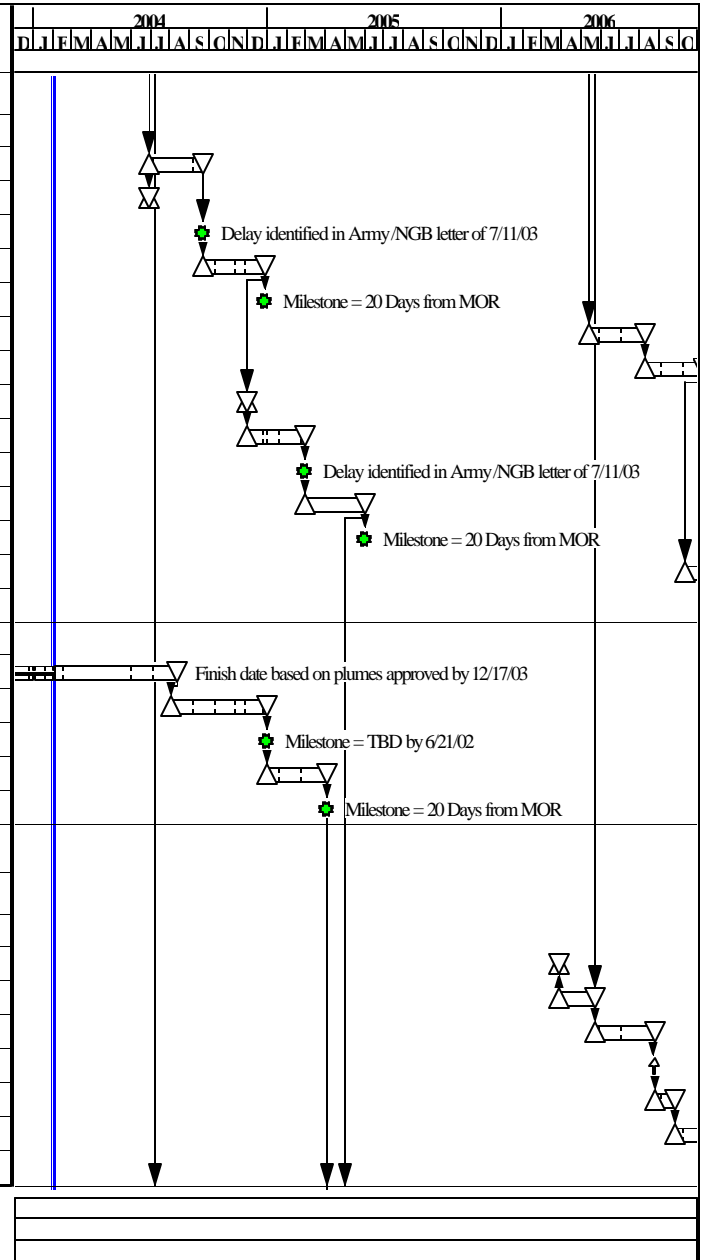 2004 2005 2006
D J F M A M J J A S O N D J F M A M J J A S O N D J F M A M J J A S O
Delay identified in Army/NGB letter of 7/11/03
Milestone = 20 Days from MOR
Delay identified in Army/NGB letter of 7/11/03
Milestone = 20 Days from MOR
Finish date based on plumes approved by 12/17/03
Milestone = TBD by 6/21/02
Milestone = 20 Days from MOR